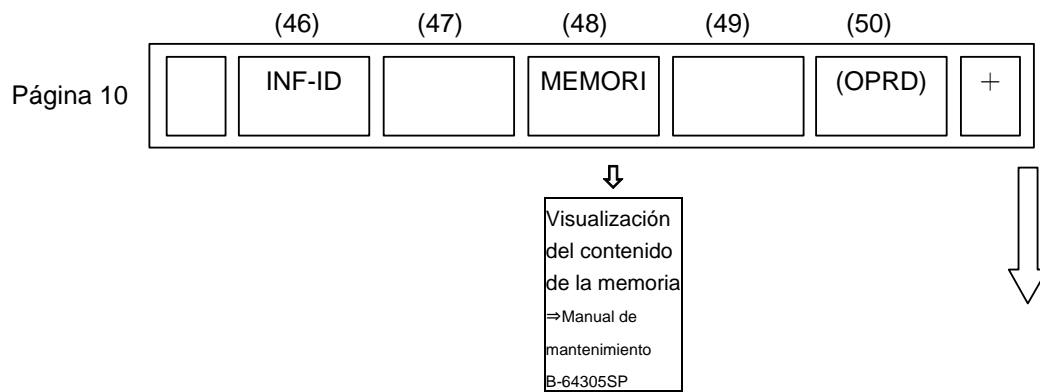 (46) (47) (48) (49) (50)
Página 10 INF-ID MEMORI (OPRD) +
Visualización
del contenido
de la memoria
⇒Manual de
mantenimiento
B-64305SP